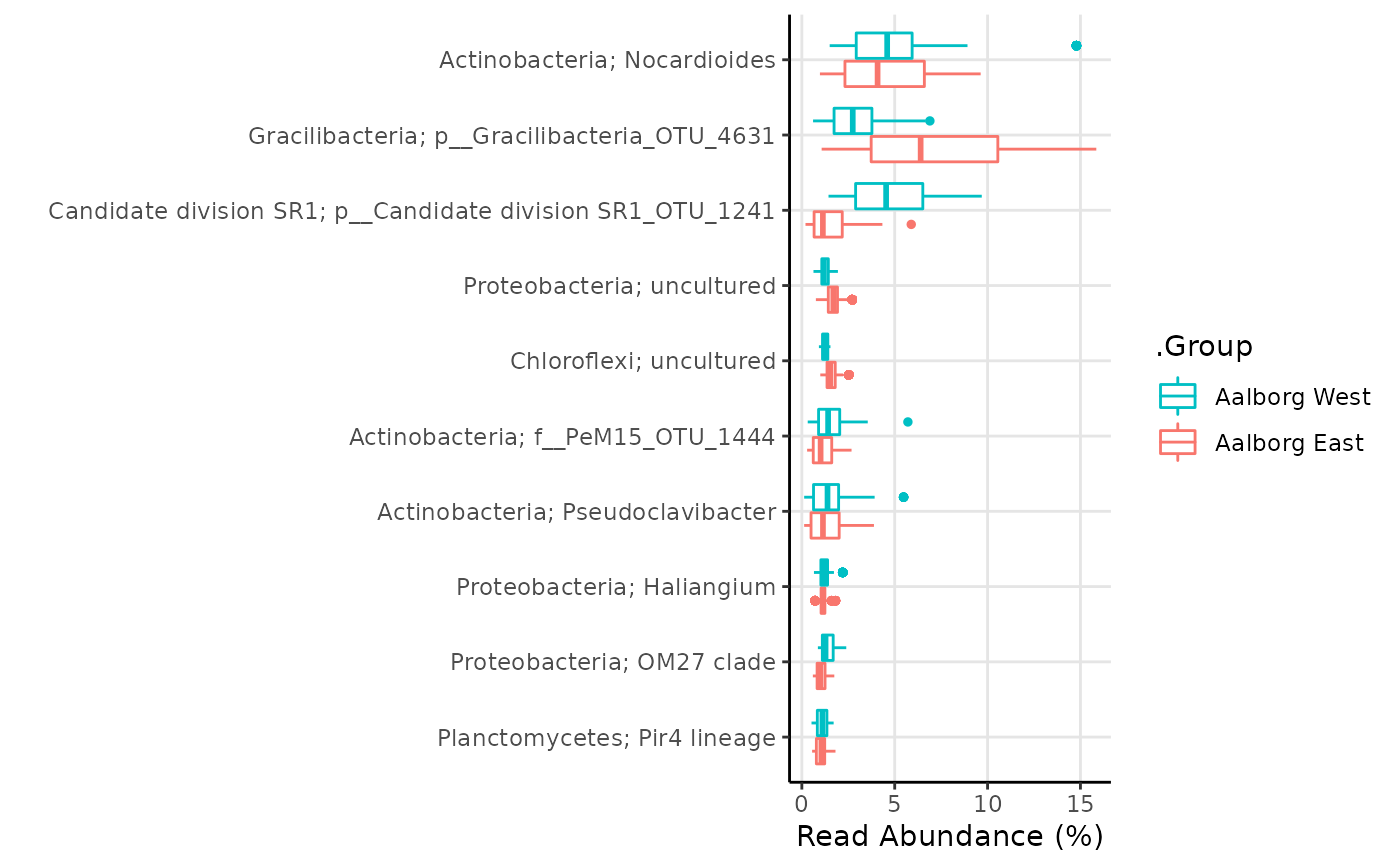 Actinobacteria; Nocardioides
Gracilibacteria; p__Gracilibacteria_OTU_4631
Candidate division SR1; p__Candidate division SR1_OTU_1241
Proteobacteria; uncultured
Chloroflexi; uncultured
Actinobacteria; f__PeM15_OTU_1444
Actinobacteria; Pseudoclavibacter
Proteobacteria; Haliangium
Proteobacteria; OM27 clade
Planctomycetes; Pir4 lineage
0 5 10 15
Read Abundance (%)
.Group
Aalborg West
Aalborg East